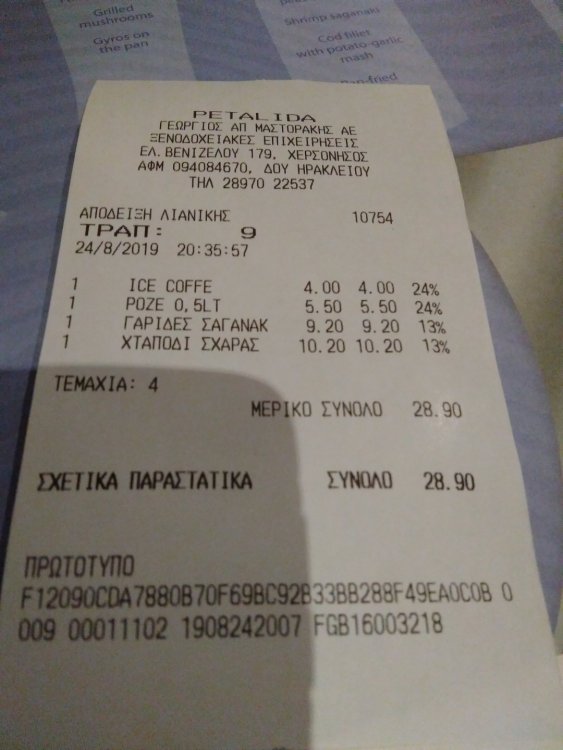 Grilled
mushrooms
Gyros on
the pan
Shrimp saganaki
Cod fillet
with potato-garlic
mash
Pan-fried
PETALIDA
ΓΕΩΡΓΙΟΣ ΑΠ ΜΑΣΤΟΡΑΚΗΣ ΑΕ
ΞΕΝΟΔΟΧΕΙΑΚΕΣ ΕΠΙΧΕΙΡΗΣΕΙΣ
ΕΛ.ΒΕΝΙΖΕΛΟΥ 179, ΧΕΡΣΟΝΗΣΟΣ
ΑΦΜ 094084670, ΔΟΥ ΗΡΑΚΛΕΙΟΥ
ΤΗΛ 28970 22537
ΑΠΟΔΕΙΞΗ ΛΙΑΝΙΚΗΣ 10754
ΤΡΑΠ: 9
24/8/2019 20:35:57
1 ICE COFFE 4.00 4.00 24%
1 ΡΟΖΕ 0,5LT 5.50 5.50 24%
1 ΓΑΡΙΔΕΣ ΣΑΓΑΝΑΚ 9.20 9.20 13%
1 ΧΤΑΠΟΔΙ ΣΧΑΡΑΣ 10.20 10.20 13%
ΤΕΜΑΧΙΑ: 4
ΜΕΡΙΚΟ ΣΥΝΟΛΟ 28.90
ΣΧΕΤΙΚΑ ΠΑΡΑΣΤΑΤΙΚΑ ΣΥΝΟΛΟ 28.90
ΠΡΩΤΟΤΥΠΟ
F12090CDA7880B70F69BC92B33BB288F49EA0C0B 0
009 00011102 1908242007 FGB16003218